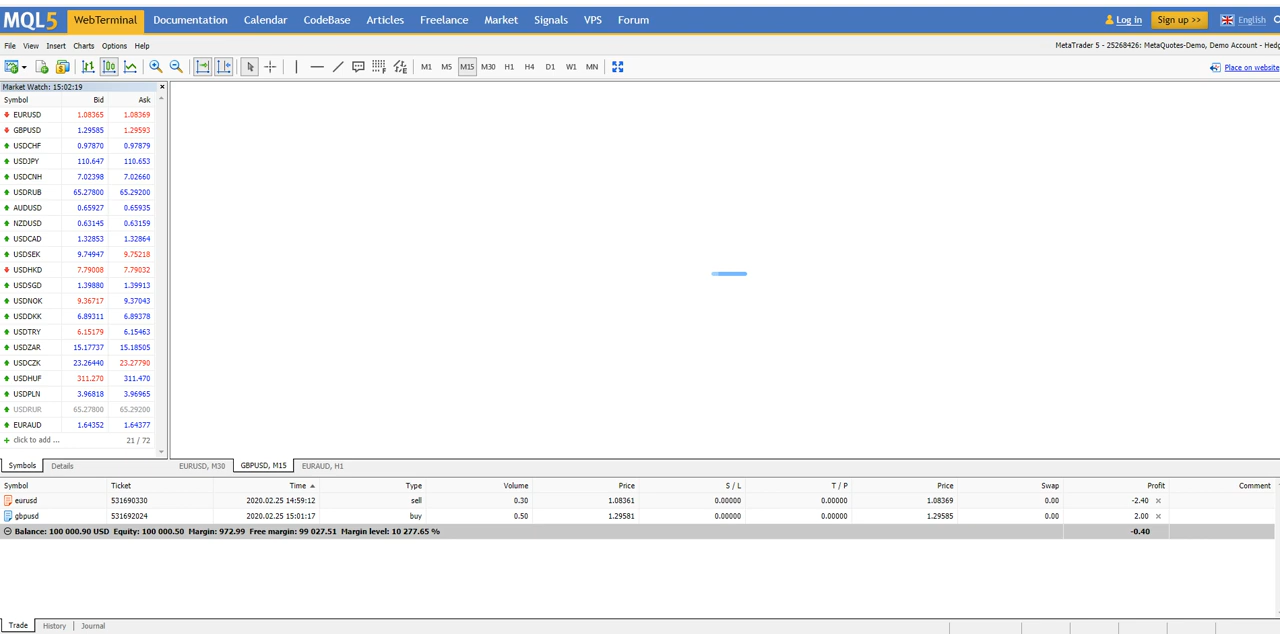 MQL5 WebTerminal Documentation Calendar CodeBase Articles Freelance Market Signals VPS Forum Log in Sign up >> English
File View Insert Charts Options Help MetaTrader 5 - 25268426: MetaQuotes-Demo, Demo Account - Hedg
M1 M5 M15 M30 H1 H4 D1 W1 MN Place on website
Market Watch: 15:02:19
Symbol Bid Ask
EURUSD 1.08365 1.08369
GBPUSD 1.29585 1.29593
USDCHF 0.97870 0.97879
USDJPY 110.647 110.653
USDCNH 7.02398 7.02660
USDRUB 65.27800 65.29200
AUDUSD 0.65927 0.65935
NZDUSD 0.63145 0.63159
USDCAD 1.32853 1.32864
USDSEK 9.74947 9.75218
USDHKD 7.79008 7.79032
USDSGD 1.39880 1.39913
USDNOK 9.36717 9.37043
USDDKK 6.89311 6.89378
USDTRY 6.15179 6.15463
USDZAR 15.17737 15.18505
USDCZK 23.26440 23.27790
USDHUF 311.270 311.470
USDPLN 3.96818 3.96965
USDRUR 65.27800 65.29200
EURAUD 1.64352 1.64377
+ click to add ... 21 / 72
Symbols Details EURUSD, M30 GBPUSD, M15 EURAUD, H1
Symbol Ticket Time Type Volume Price S / L T / P Price Swap Profit Comment
eurusd 531690330 2020.02.25 14:59:12 sell 0.30 1.08361 0.00000 0.00000 1.08369 0.00 -2.40
gbpusd 531692024 2020.02.25 15:01:17 buy 0.50 1.29581 0.00000 0.00000 1.29585 0.00 2.00
Balance: 100 000.90 USD Equity: 100 000.50 Margin: 972.99 Free margin: 99 027.51 Margin level: 10 277.65 % -0.40
Trade History Journal